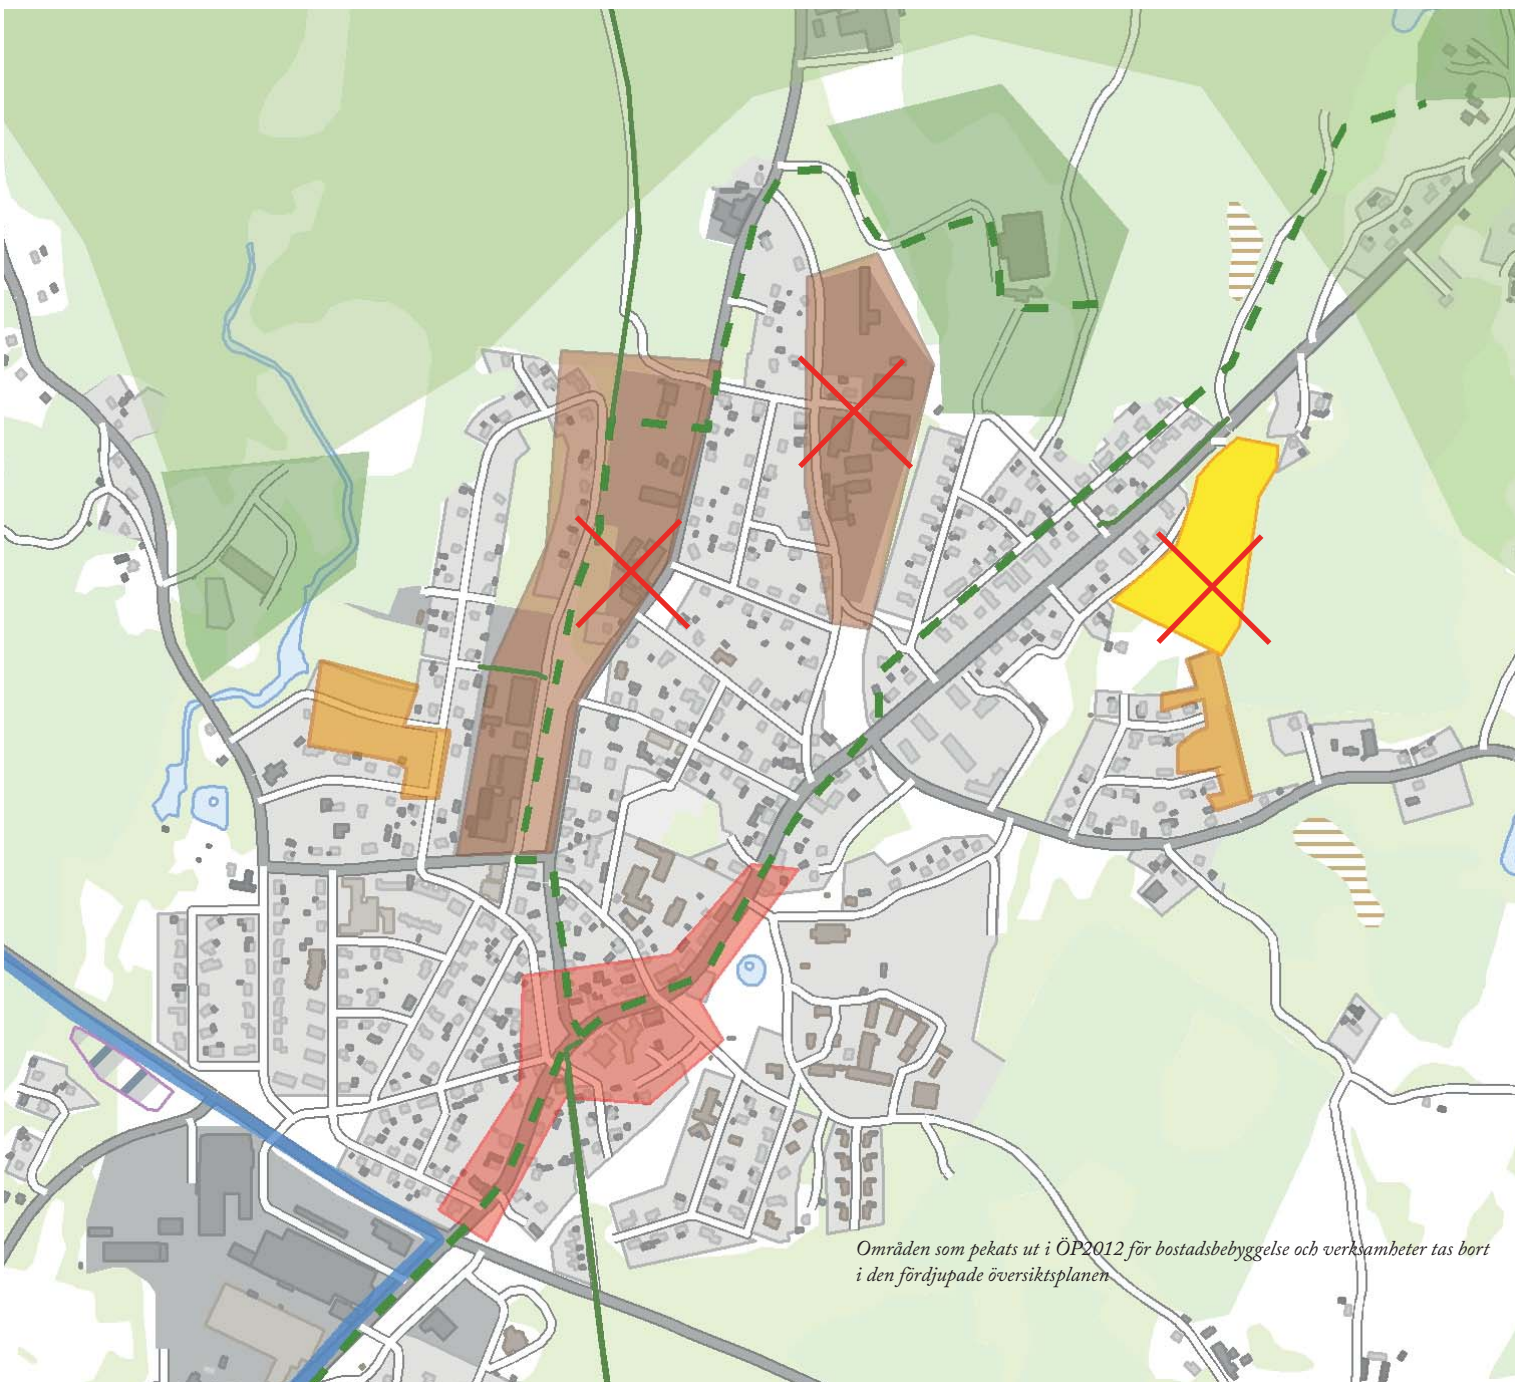 Områden som pekats ut i ÖP2012 för bostadsbebyggelse och verksamheter tas bort
i den fördjupade översiktsplanen